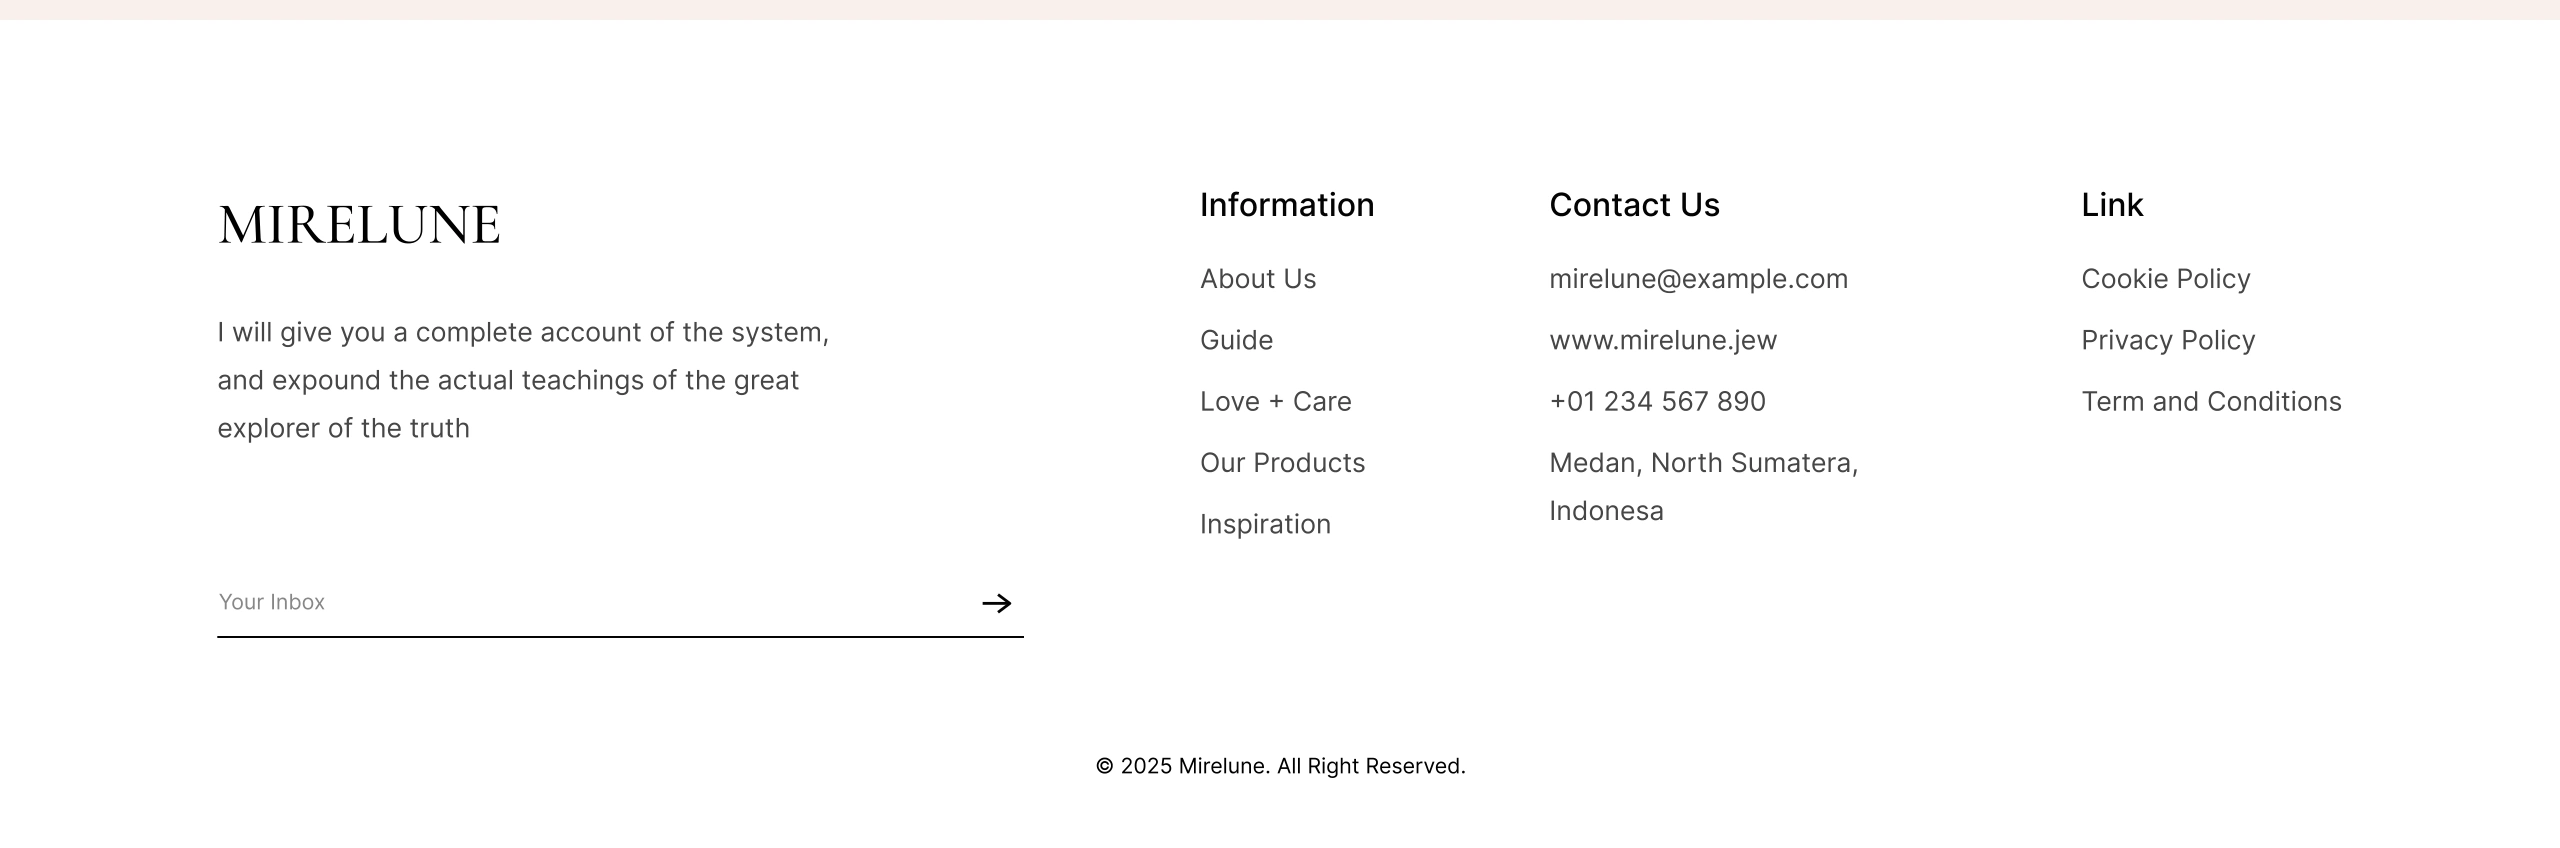 MIRELUNE
I will give you a complete account of the system,
and expound the actual teachings of the great
explorer of the truth
Your Inbox
Information
About Us
Guide
Love + Care
Our Products
Inspiration
Contact Us
mirelune@example.com
www.mirelune.jew
+01 234 567 890
Medan, North Sumatera,
Indonesa
Link
Cookie Policy
Privacy Policy
Term and Conditions
© 2025 Mirelune. All Right Reserved.